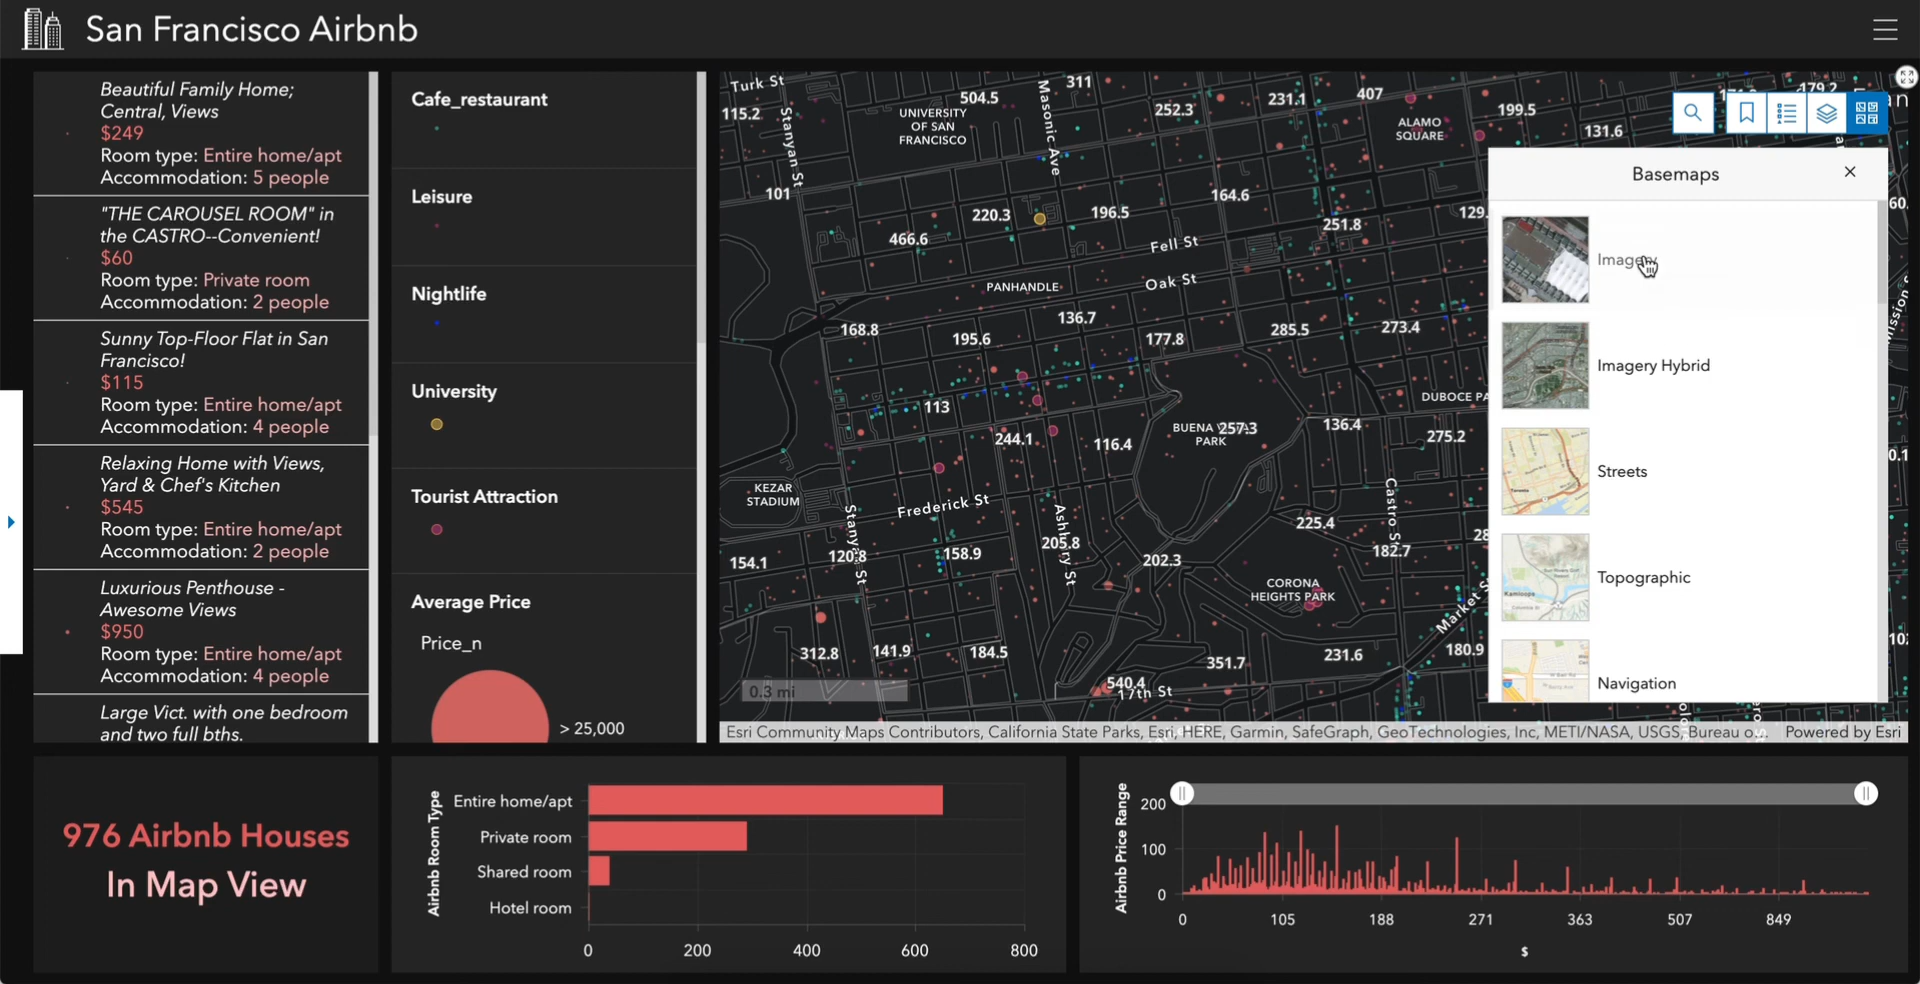 San Francisco Airbnb
Beautiful Family Home;
Central, Views
$249
Room type: Entire home/apt
Accommodation: 5 people
"THE CAROUSEL ROOM" in
the CASTRO--Convenient!
$60
Room type: Private room
Accommodation: 2 people
Sunny Top-Floor Flat in San
Francisco!
$115
Room type: Entire home/apt
Accommodation: 4 people
Relaxing Home with Views,
Yard & Chef's Kitchen
$545
Room type: Entire home/apt
Accommodation: 2 people
Luxurious Penthouse -
Awesome Views
$950
Room type: Entire home/apt
Accommodation: 4 people
Large Vict. with one bedroom
and two full bths.
Cafe_restaurant
Leisure
Nightlife
University
Tourist Attraction
Average Price
Price_n
> 25,000
Turk St
115.2
Stanyan St
504.5
UNIVERSITY
OF SAN
FRANCISCO
Masonic Ave
311
252.3
231.1
407
ALAMO
SQUARE
199.5
179.2
131.6
101
220.3
466.6
196.5
164.6
251.8
129.
Fell St
Oak St
PANHANDLE
136.7
168.8
195.6
177.8
285.5
273.4
113
244.1
116.4
BUENA
PARK
257.3
136.4
DUBOCE PA
275.2
KEZAR
STADIUM
Frederick St
Stanyan St
Ashbury St
Castro St
225.4
182.7
28
154.1
120.8
158.9
205.8
202.3
CORONA
HEIGHTS PARK
Market S
312.8
141.9
184.5
351.7
231.6
180.9
540.4
17th St
0.3 mi
Basemaps
Imagery
Imagery Hybrid
Streets
Topographic
Navigation
60.
ission S
0.1
102
Esri Community Maps Contributors, California State Parks, Esri, HERE, Garmin, SafeGraph, GeoTechnologies, Inc, METI/NASA, USGS, Bureau o... Powered by Esri
976 Airbnb Houses
In Map View
Airbnb Room Type
Entire home/apt
Private room
Shared room
Hotel room
0 200 400 600 800
Airbnb Price Range
200
100
0
0 105 188 271 363 507 849
$